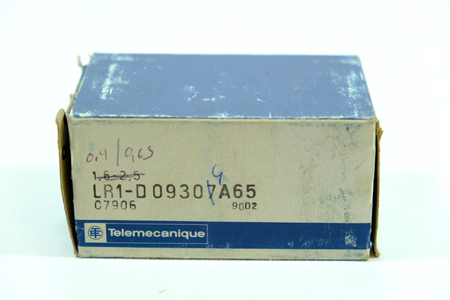 0,4/0,63
1,6-2,5
4
LR1-D09307A65
C7906 9002
Telemecanique